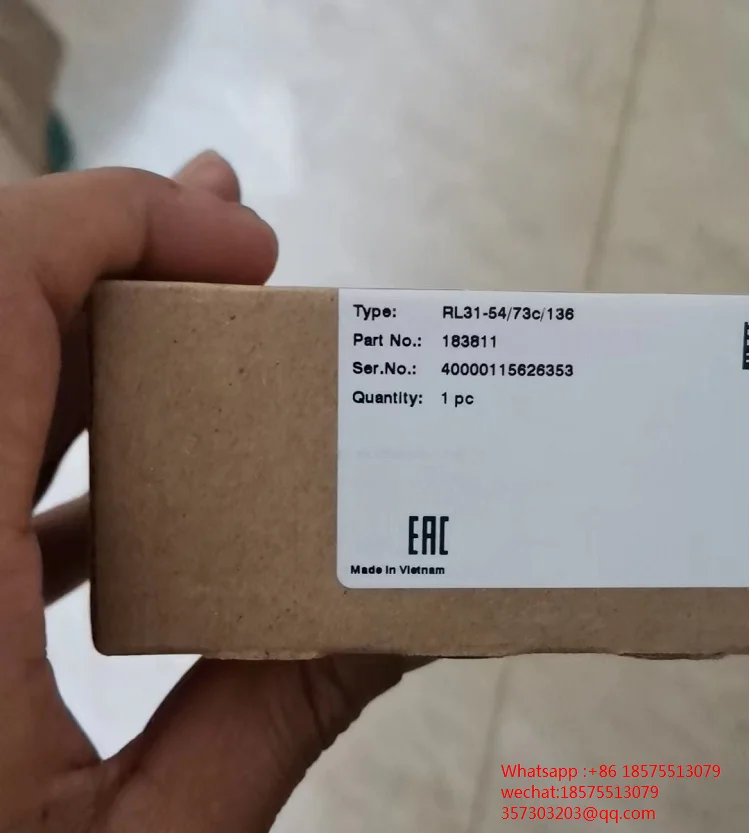 Type: RL31-54/73c/136
Part No.: 183811
Ser.No.: 40000115626353
Quantity: 1 pc
EAC
Made in Vietnam
Whatsapp :+86 18575513079
wechat:18575513079
357303203@qq.com